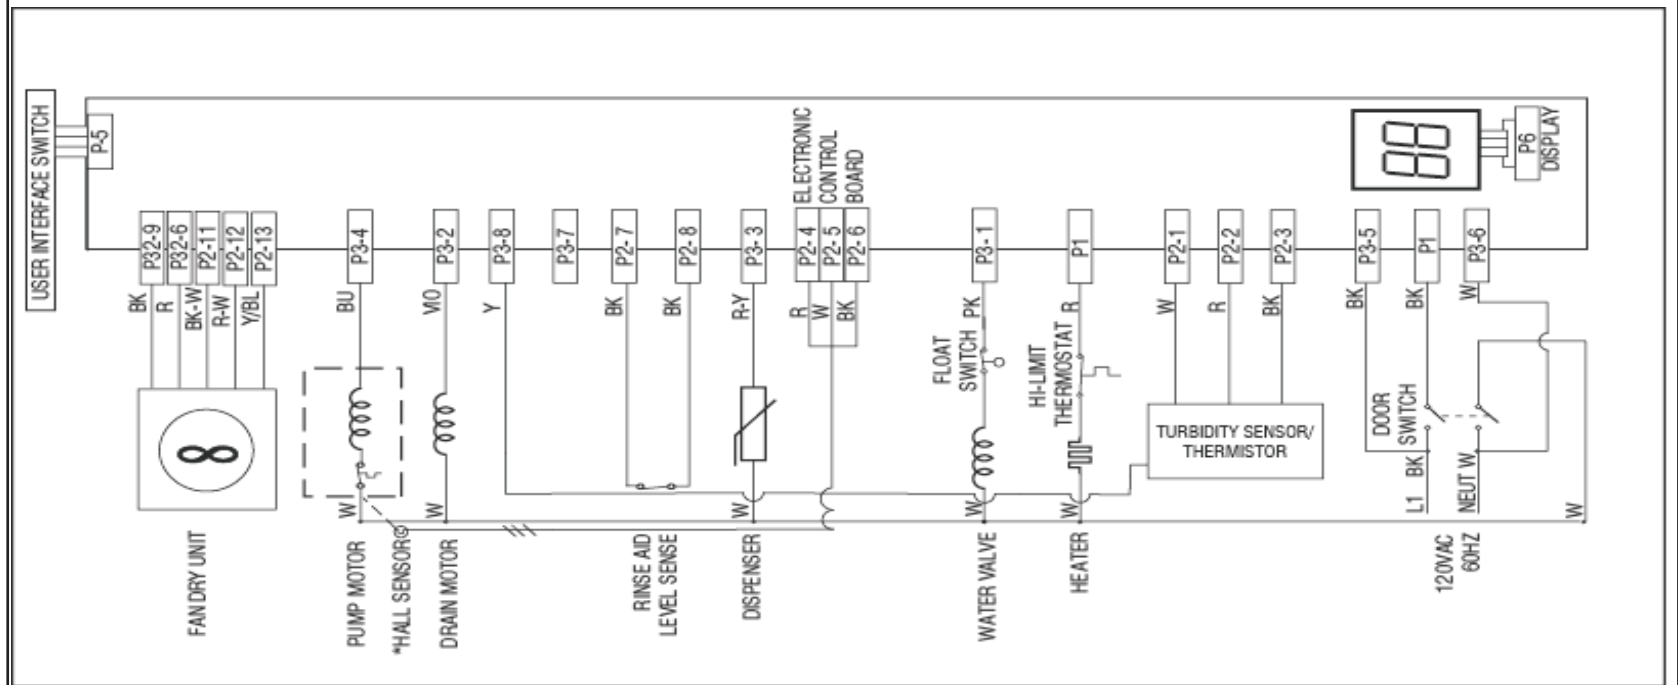 USER INTERFACE SWITCH
P-5
ELECTRONIC
CONTROL
BOARD
P6
DISPLAY
P32-9
P32-6
P2-11
P2-12
P2-13
P3-4
P3-2
P3-8
P3-7
P2-7
P2-8
P3-3
P2-4
P2-5
P2-6
P3-1
P1
P2-1
P2-2
P2-3
P3-5
P1
P3-6
BK
R
BK-W
R-W
Y/BL
BU
Y
BK
BK
R-Y
R
W
BK
PK
R
W
R
BK
BK
BK
W
FLOAT
SWITCH
HI-LIMIT
THERMOSTAT
TURBIDITY SENSOR/
THERMISTOR
DOOR
SWITCH
L1 BK
NEUT W
W
W
W
W
W
W
FAN DRY UNIT
PUMP MOTOR
*HALL SENSOR
DRAIN MOTOR
RINSE AID
LEVEL SENSE
DISPENSER
WATER VALVE
HEATER
120VAC
60HZ